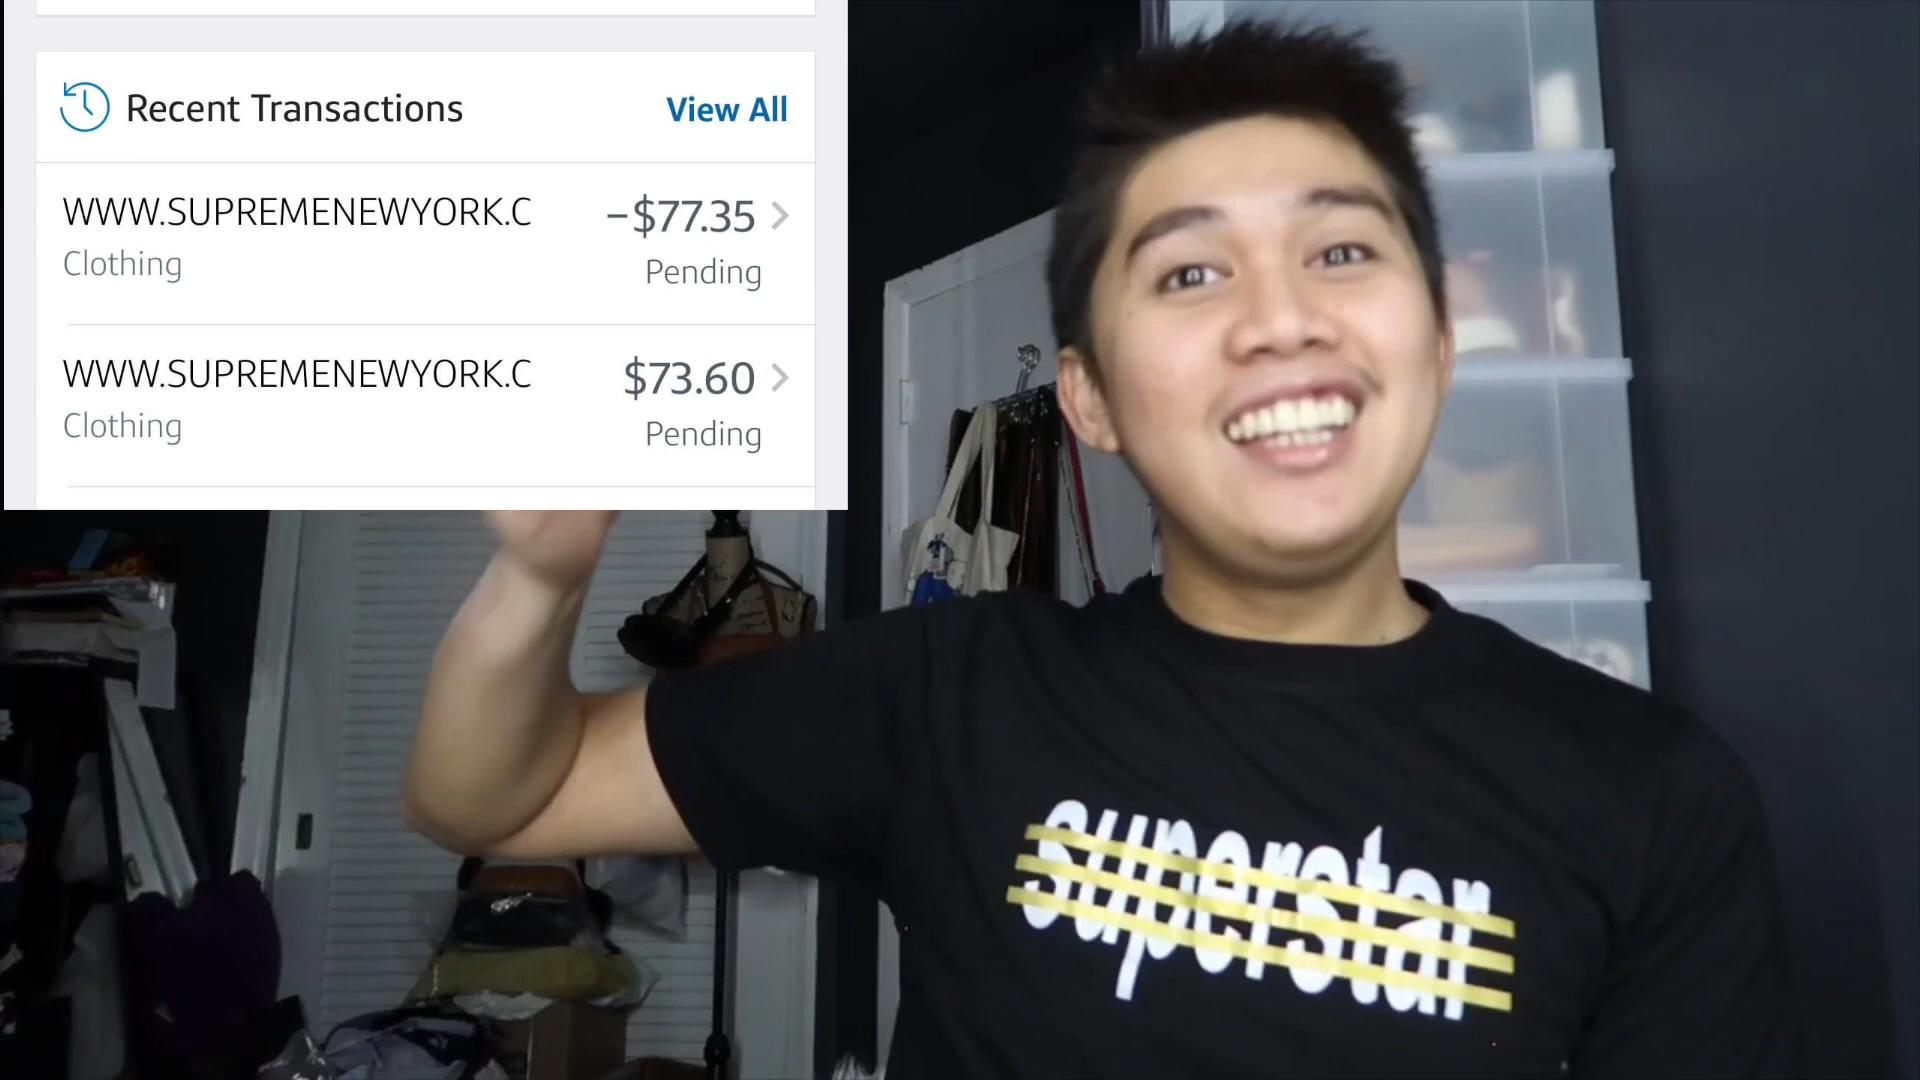 Recent Transactions View All
WWW.SUPREMENEWYORK.C –$77.35
Clothing Pending
WWW.SUPREMENEWYORK.C $73.60
Clothing Pending
superstar